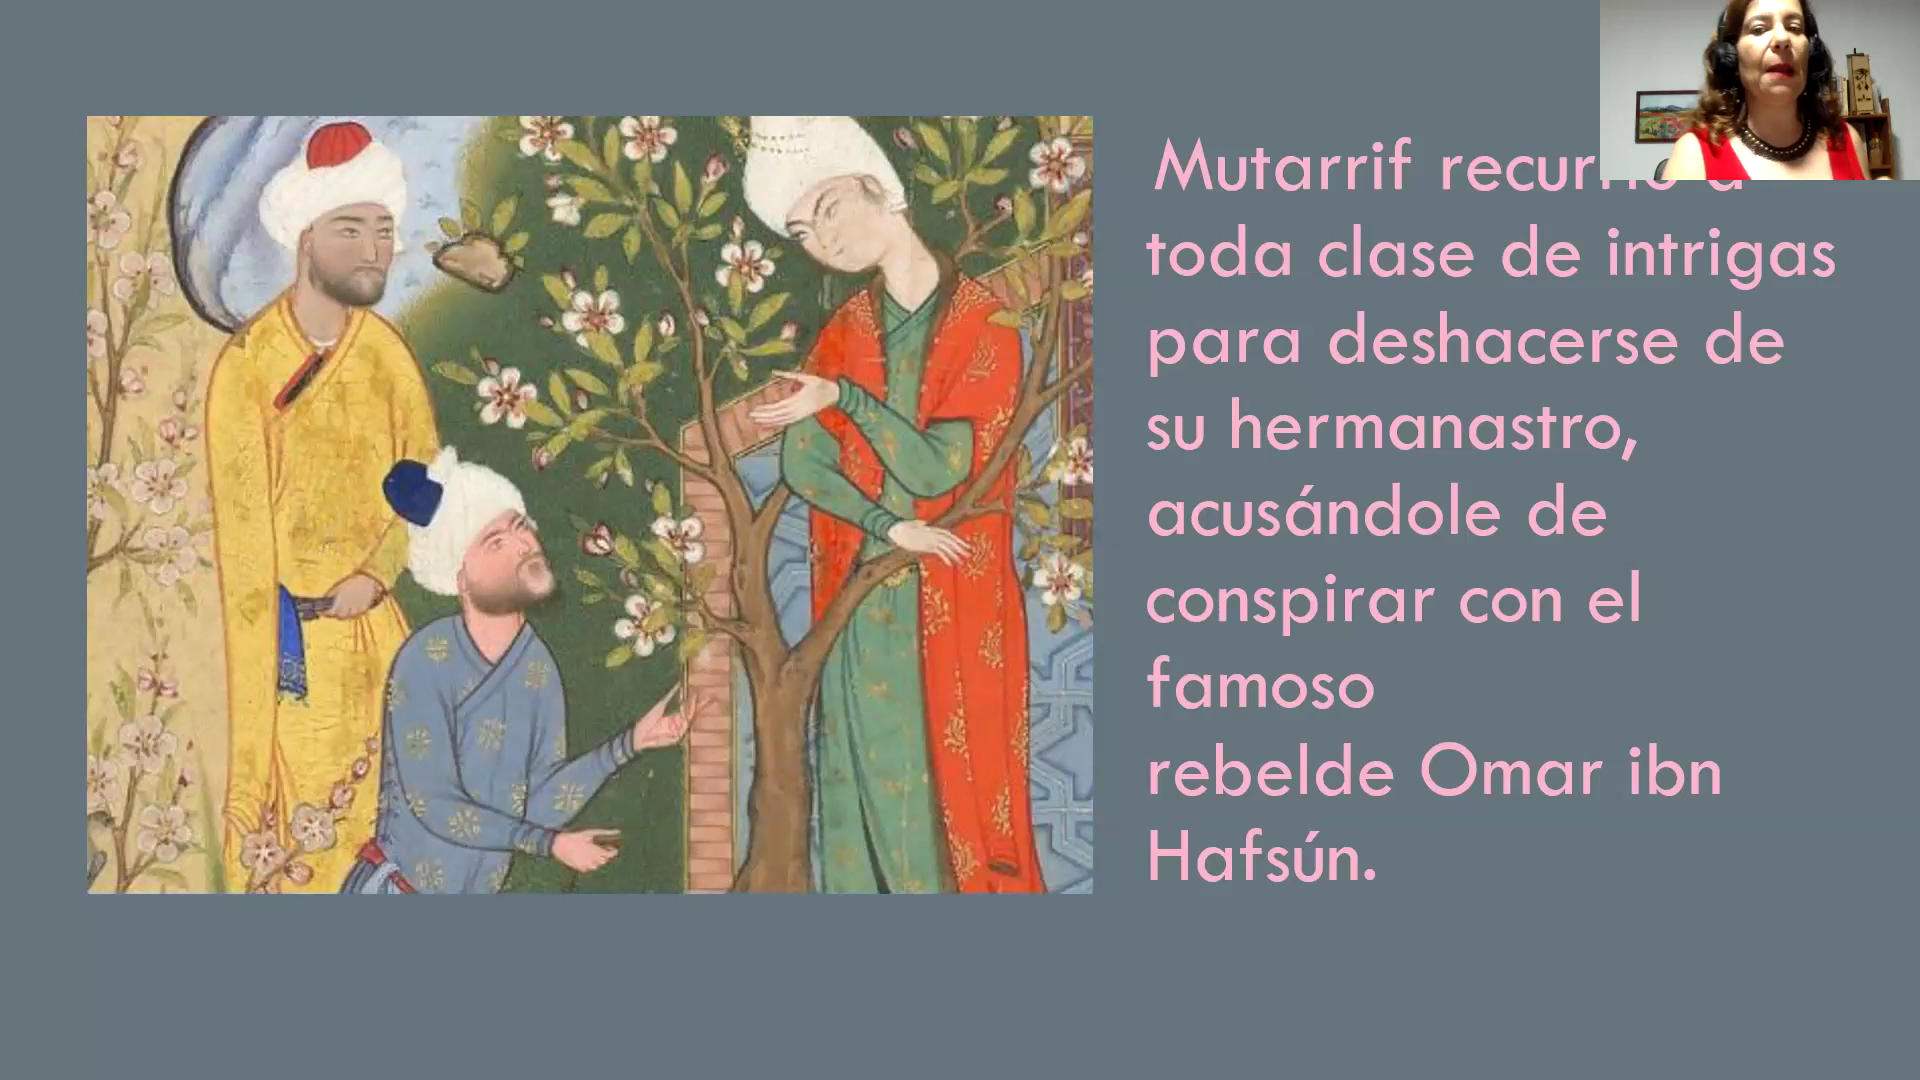 Mutarrif recurrió a
toda clase de intrigas
para deshacerse de
su hermanastro,
acusándole de
conspirar con el
famoso
rebelde Omar ibn
Hafsún.